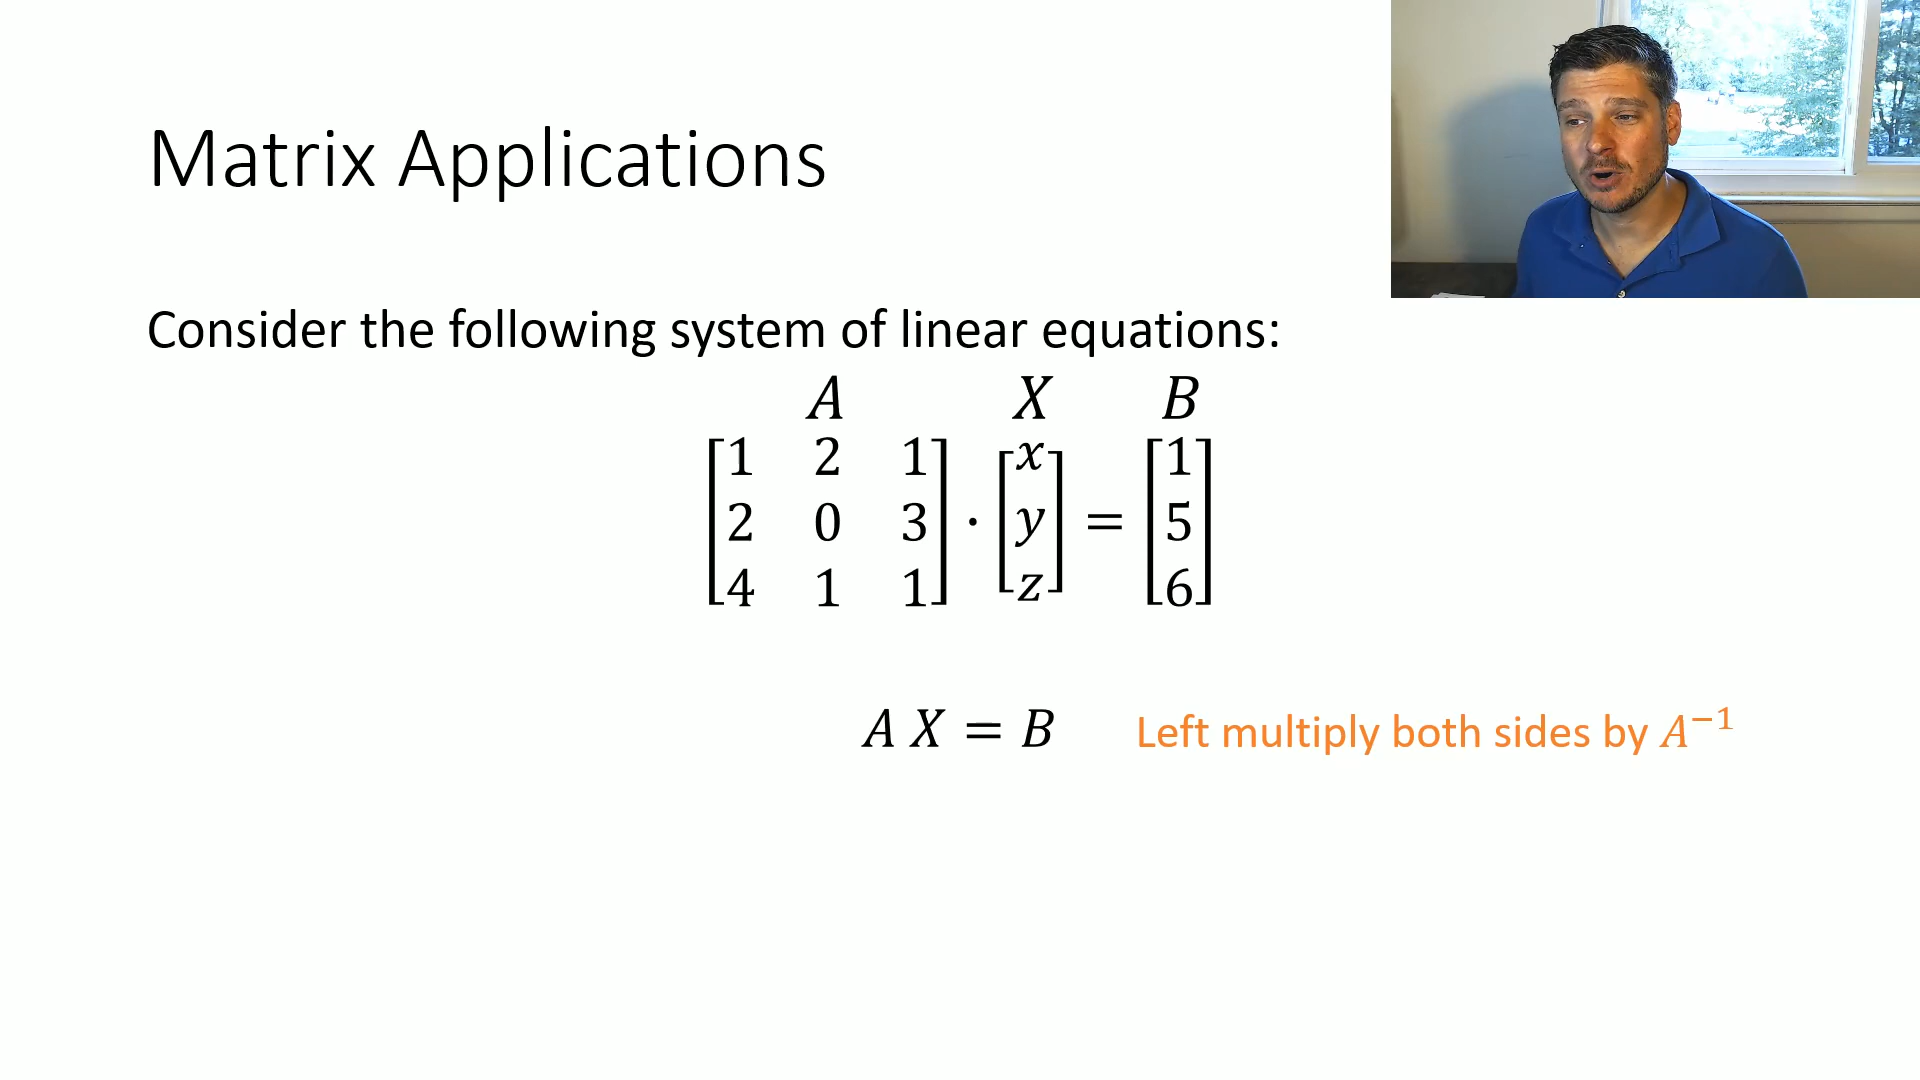 Matrix Applications
Consider the following system of linear equations:
A X B
[1 2 1] [x] [1]
[2 0 3] · [y] = [5]
[4 1 1] [z] [6]
A X = B Left multiply both sides by A⁻¹